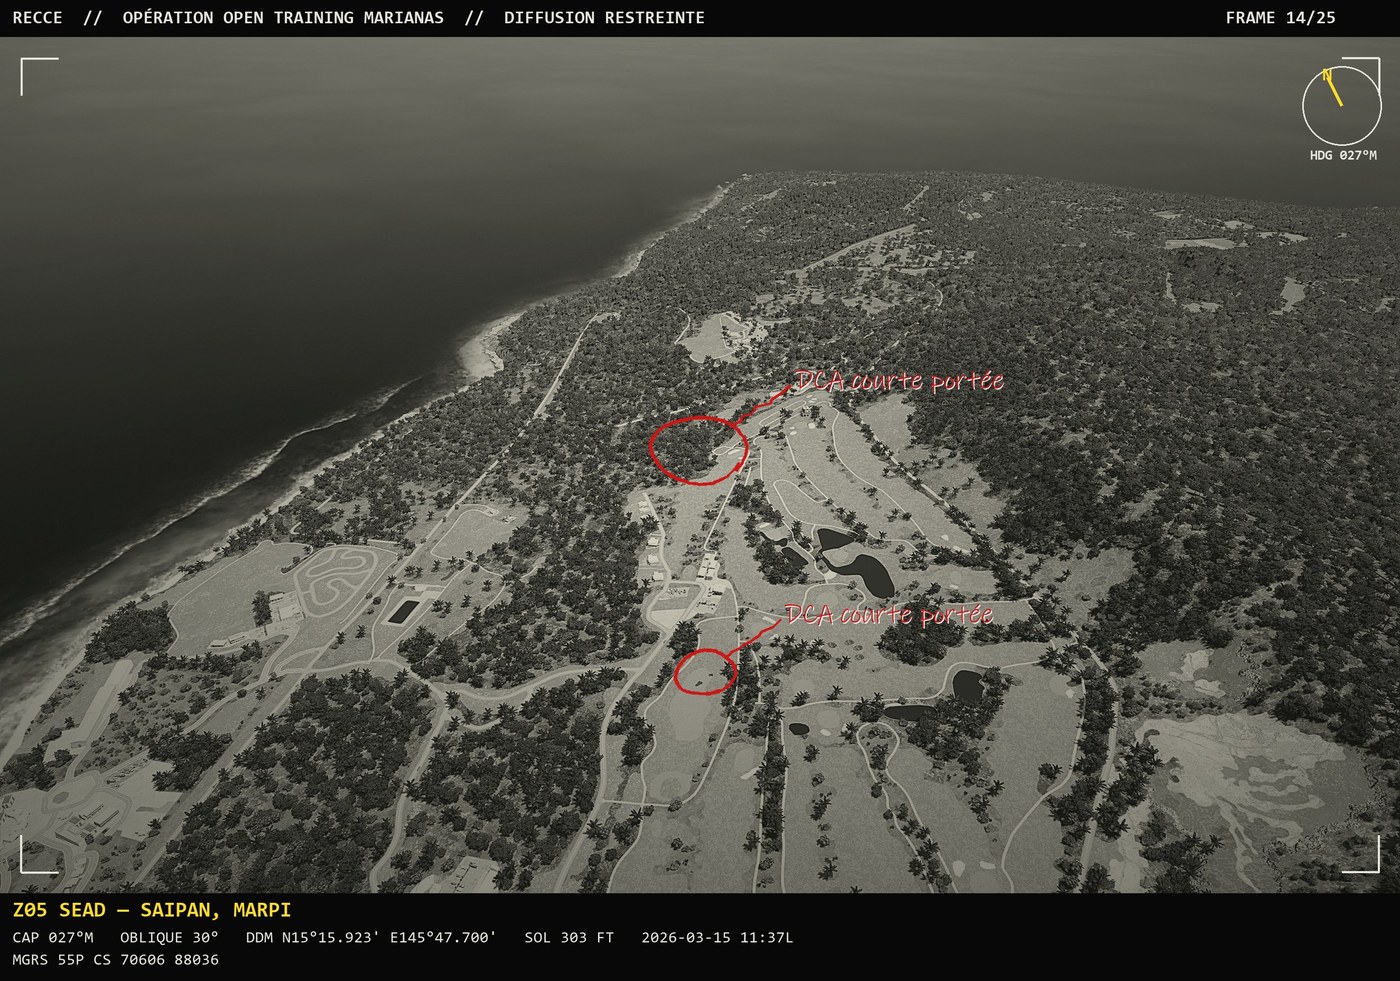 RECCE // OPÉRATION OPEN TRAINING MARIANAS // DIFFUSION RESTREINTE
FRAME 14/25
N
HDG 027°M
DCA courte portée
DCA courte portée
Z05 SEAD — SAIPAN, MARPI
CAP 027°M OBLIQUE 30° DDM N15°15.923' E145°47.700' SOL 303 FT 2026-03-15 11:37L
MGRS 55P CS 70606 88036